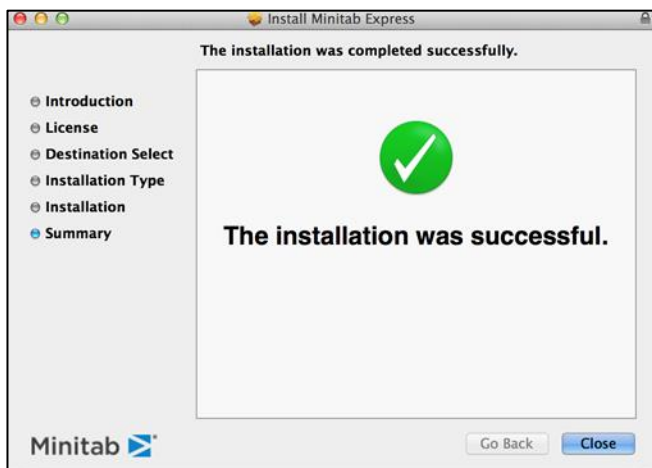 Install Minitab Express
The installation was completed successfully.
Introduction
License
Destination Select
Installation Type
Installation
Summary
The installation was successful.
Minitab
Go Back
Close